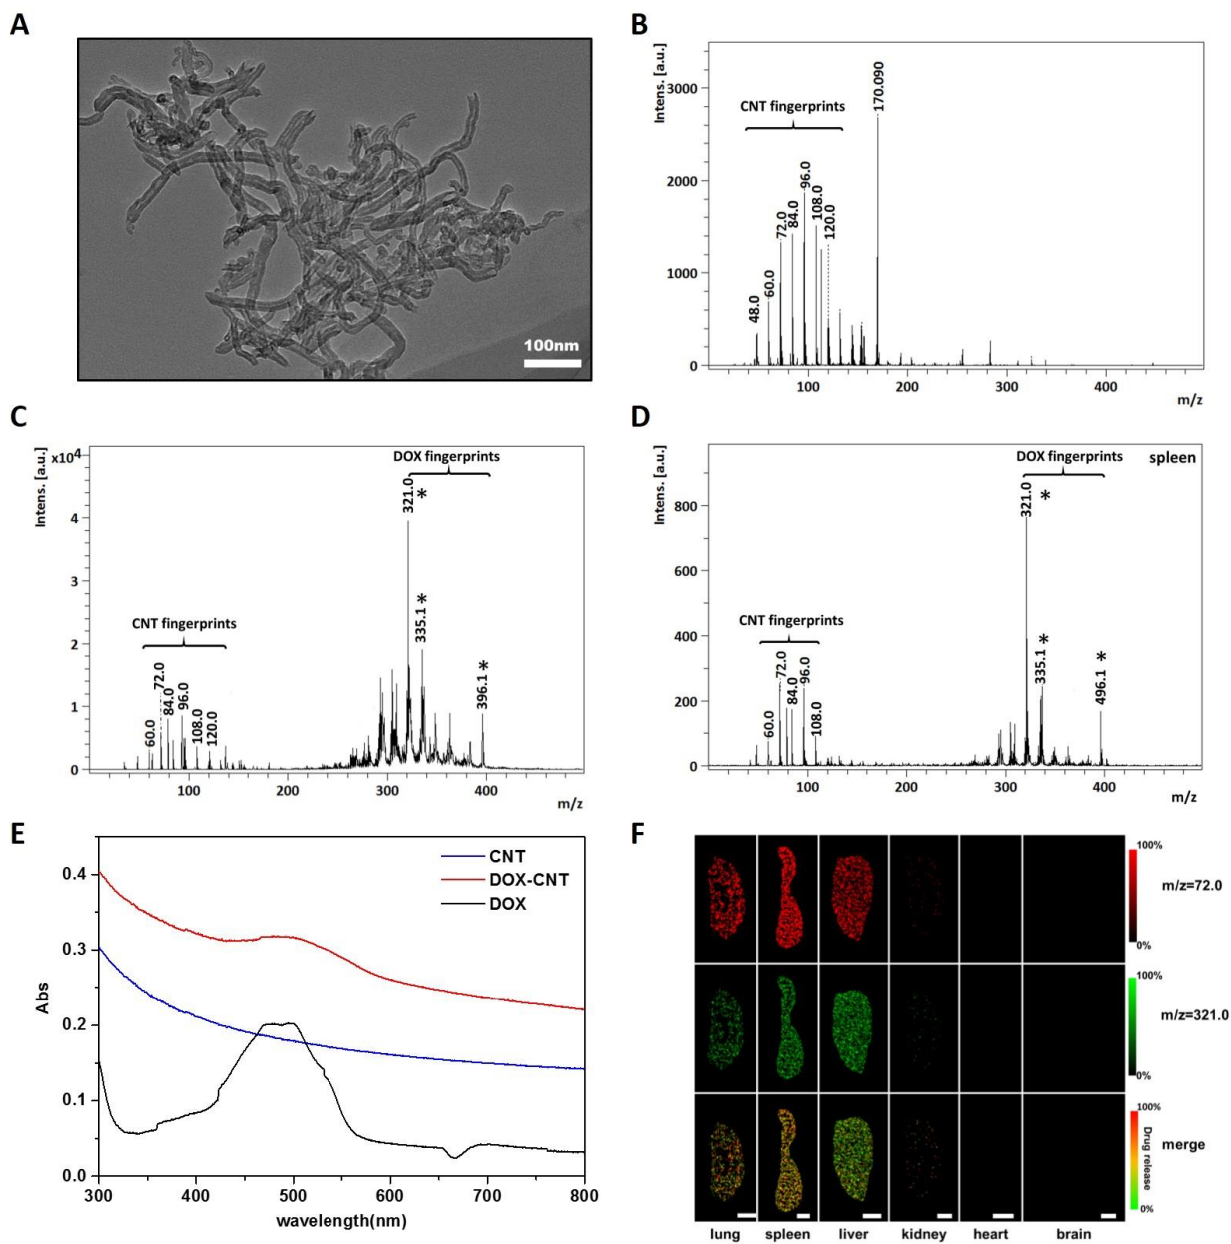 A
100nm
B
Intens. [a.u.]
3000
2000
1000
0
CNT fingerprints
48.0
60.0
72.0
84.0
96.0
108.0
120.0
170.090
100
200
300
400
m/z
C
Intens. [a.u.]
x10⁴
4
3
2
1
0
CNT fingerprints
60.0
72.0
84.0
96.0
108.0
120.0
DOX fingerprints
321.0 *
335.1 *
396.1 *
100
200
300
400
m/z
D
Intens. [a.u.]
800
600
400
200
0
CNT fingerprints
60.0
72.0
84.0
96.0
108.0
DOX fingerprints
spleen
321.0 *
335.1 *
496.1 *
100
200
300
400
m/z
E
Abs
0.4
0.3
0.2
0.1
0.0
CNT
DOX-CNT
DOX
300
400
500
600
700
800
wavelength(nm)
F
100%
m/z=72.0
0%
100%
m/z=321.0
0%
100%
Drug release
merge
0%
lung
spleen
liver
kidney
heart
brain